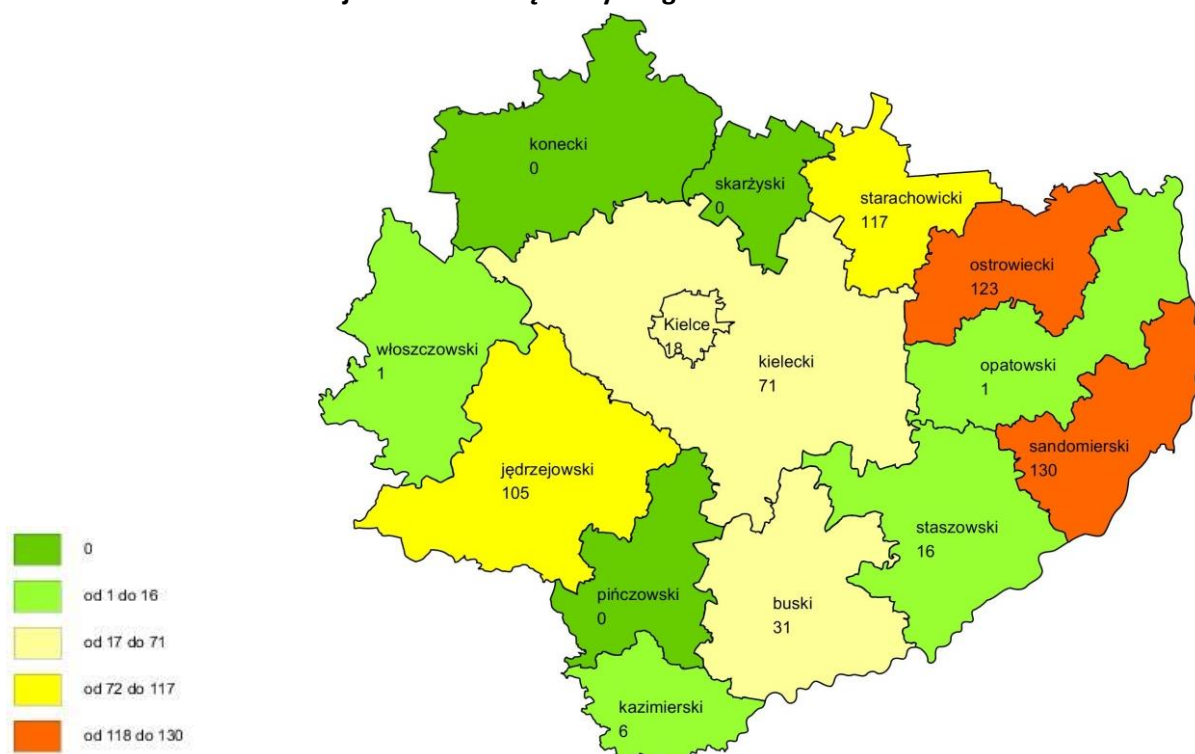 konecki
0
skarżyski
0
starachowicki
117
ostrowiecki
123
włoszczowski
1
Kielce
18
kielecki
71
opatowski
1
sandomierski
130
jędrzejowski
105
staszowski
16
pińczowski
0
buski
31
kazimierski
6
0
od 1 do 16
od 17 do 71
od 72 do 117
od 118 do 130